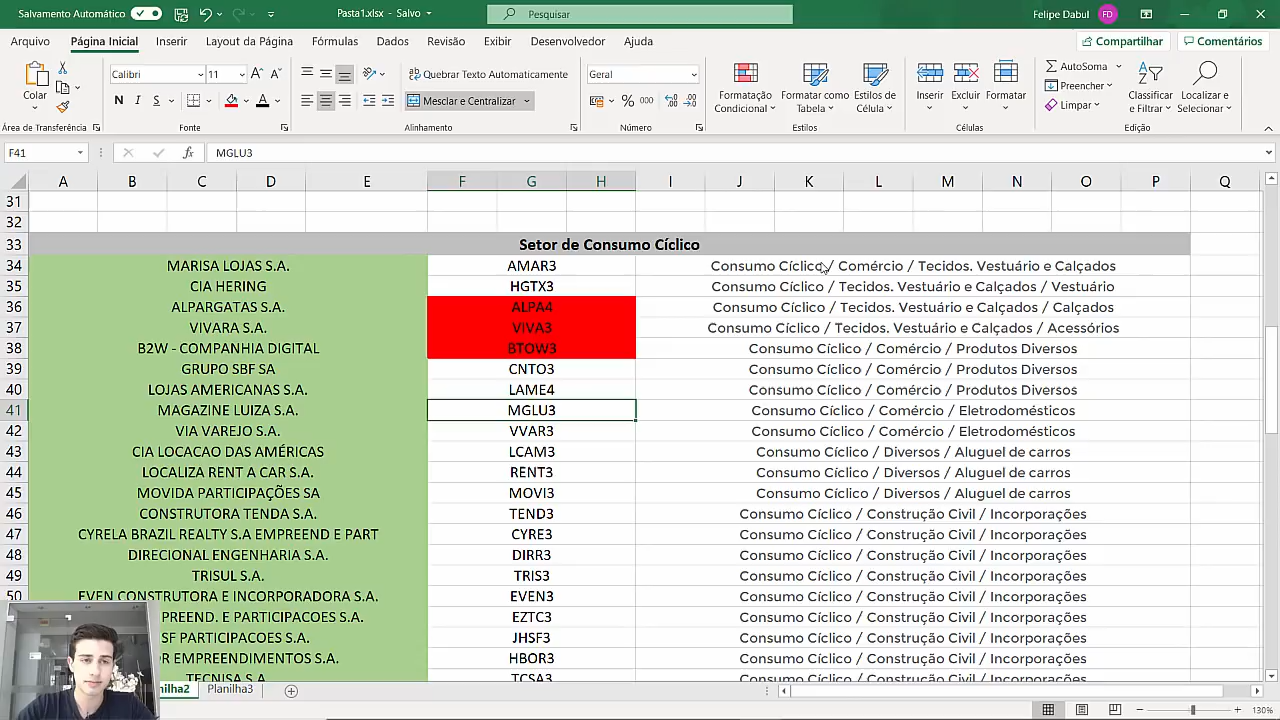 Salvamento Automático
Pasta1.xlsx - Salvo
Pesquisar
Felipe Dabul
FD
Arquivo
Página Inicial
Inserir
Layout da Página
Fórmulas
Dados
Revisão
Exibir
Desenvolvedor
Ajuda
Compartilhar
Comentários
Colar
Calibri
11
N I S
Quebrar Texto Automaticamente
Mesclar e Centralizar
Geral
% 000
Formatação Condicional
Formatar como Tabela
Estilos de Célula
Inserir
Excluir
Formatar
AutoSoma
Preencher
Limpar
Classificar e Filtrar
Localizar e Selecionar
Área de Transferência
Fonte
Alinhamento
Número
Estilos
Células
Edição
F41
fx
MGLU3
A B C D E F G H I J K L M N O P Q
31
32
33 Setor de Consumo Cíclico
34 MARISA LOJAS S.A. AMAR3 Consumo Cíclico / Comércio / Tecidos. Vestuário e Calçados
35 CIA HERING HGTX3 Consumo Cíclico / Tecidos. Vestuário e Calçados / Vestuário
36 ALPARGATAS S.A. ALPA4 Consumo Cíclico / Tecidos. Vestuário e Calçados / Calçados
37 VIVARA S.A. VIVA3 Consumo Cíclico / Tecidos. Vestuário e Calçados / Acessórios
38 B2W - COMPANHIA DIGITAL BTOW3 Consumo Cíclico / Comércio / Produtos Diversos
39 GRUPO SBF SA CNTO3 Consumo Cíclico / Comércio / Produtos Diversos
40 LOJAS AMERICANAS S.A. LAME4 Consumo Cíclico / Comércio / Produtos Diversos
41 MAGAZINE LUIZA S.A. MGLU3 Consumo Cíclico / Comércio / Eletrodomésticos
42 VIA VAREJO S.A. VVAR3 Consumo Cíclico / Comércio / Eletrodomésticos
43 CIA LOCACAO DAS AMÉRICAS LCAM3 Consumo Cíclico / Diversos / Aluguel de carros
44 LOCALIZA RENT A CAR S.A. RENT3 Consumo Cíclico / Diversos / Aluguel de carros
45 MOVIDA PARTICIPAÇÕES SA MOVI3 Consumo Cíclico / Diversos / Aluguel de carros
46 CONSTRUTORA TENDA S.A. TEND3 Consumo Cíclico / Construção Civil / Incorporações
47 CYRELA BRAZIL REALTY S.A EMPREEND E PART CYRE3 Consumo Cíclico / Construção Civil / Incorporações
48 DIRECIONAL ENGENHARIA S.A. DIRR3 Consumo Cíclico / Construção Civil / Incorporações
49 TRISUL S.A. TRIS3 Consumo Cíclico / Construção Civil / Incorporações
50 EVEN CONSTRUTORA E INCORPORADORA S.A. EVEN3 Consumo Cíclico / Construção Civil / Incorporações
PREEND. E PARTICIPACOES S.A. EZTC3 Consumo Cíclico / Construção Civil / Incorporações
SF PARTICIPACOES S.A. JHSF3 Consumo Cíclico / Construção Civil / Incorporações
EMPREENDIMENTOS S.A. HBOR3 Consumo Cíclico / Construção Civil / Incorporações
TECNISA S.A. TCSA3 Consumo Cíclico / Construção Civil / Incorporações
nilha2
Planilha3
130%